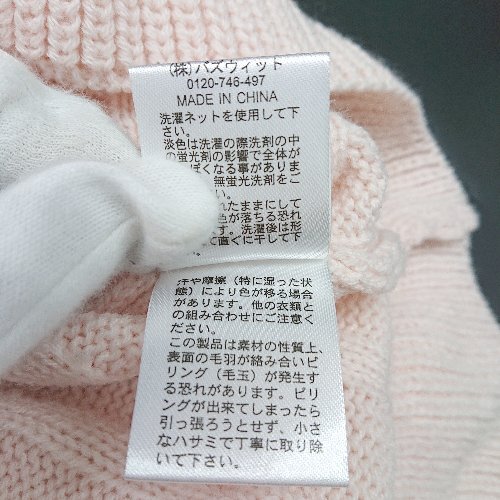 (株)バズウィット
0120-746-497
MADE IN CHINA
洗濯ネットを使用して下
さい。
淡色は洗濯の際洗剤の中
の蛍光剤の影響で全体が
ぽくなる事がありま
無蛍光洗剤をご
れたままにして
色が落ちる恐れ
す。洗濯後は形
て直ぐに干して下
汗や摩擦(特に湿った状
態)により色が移る場合
があります。他の衣類と
の組み合わせにご注意く
ださい。
この製品は素材の性質上、
表面の毛羽が絡み合いピ
リング(毛玉)が発生す
る恐れがあります。ピリ
ングが出来てしまったら
引っ張ろうとせず、小さ
なハサミで丁寧に取り除
いて下さい。